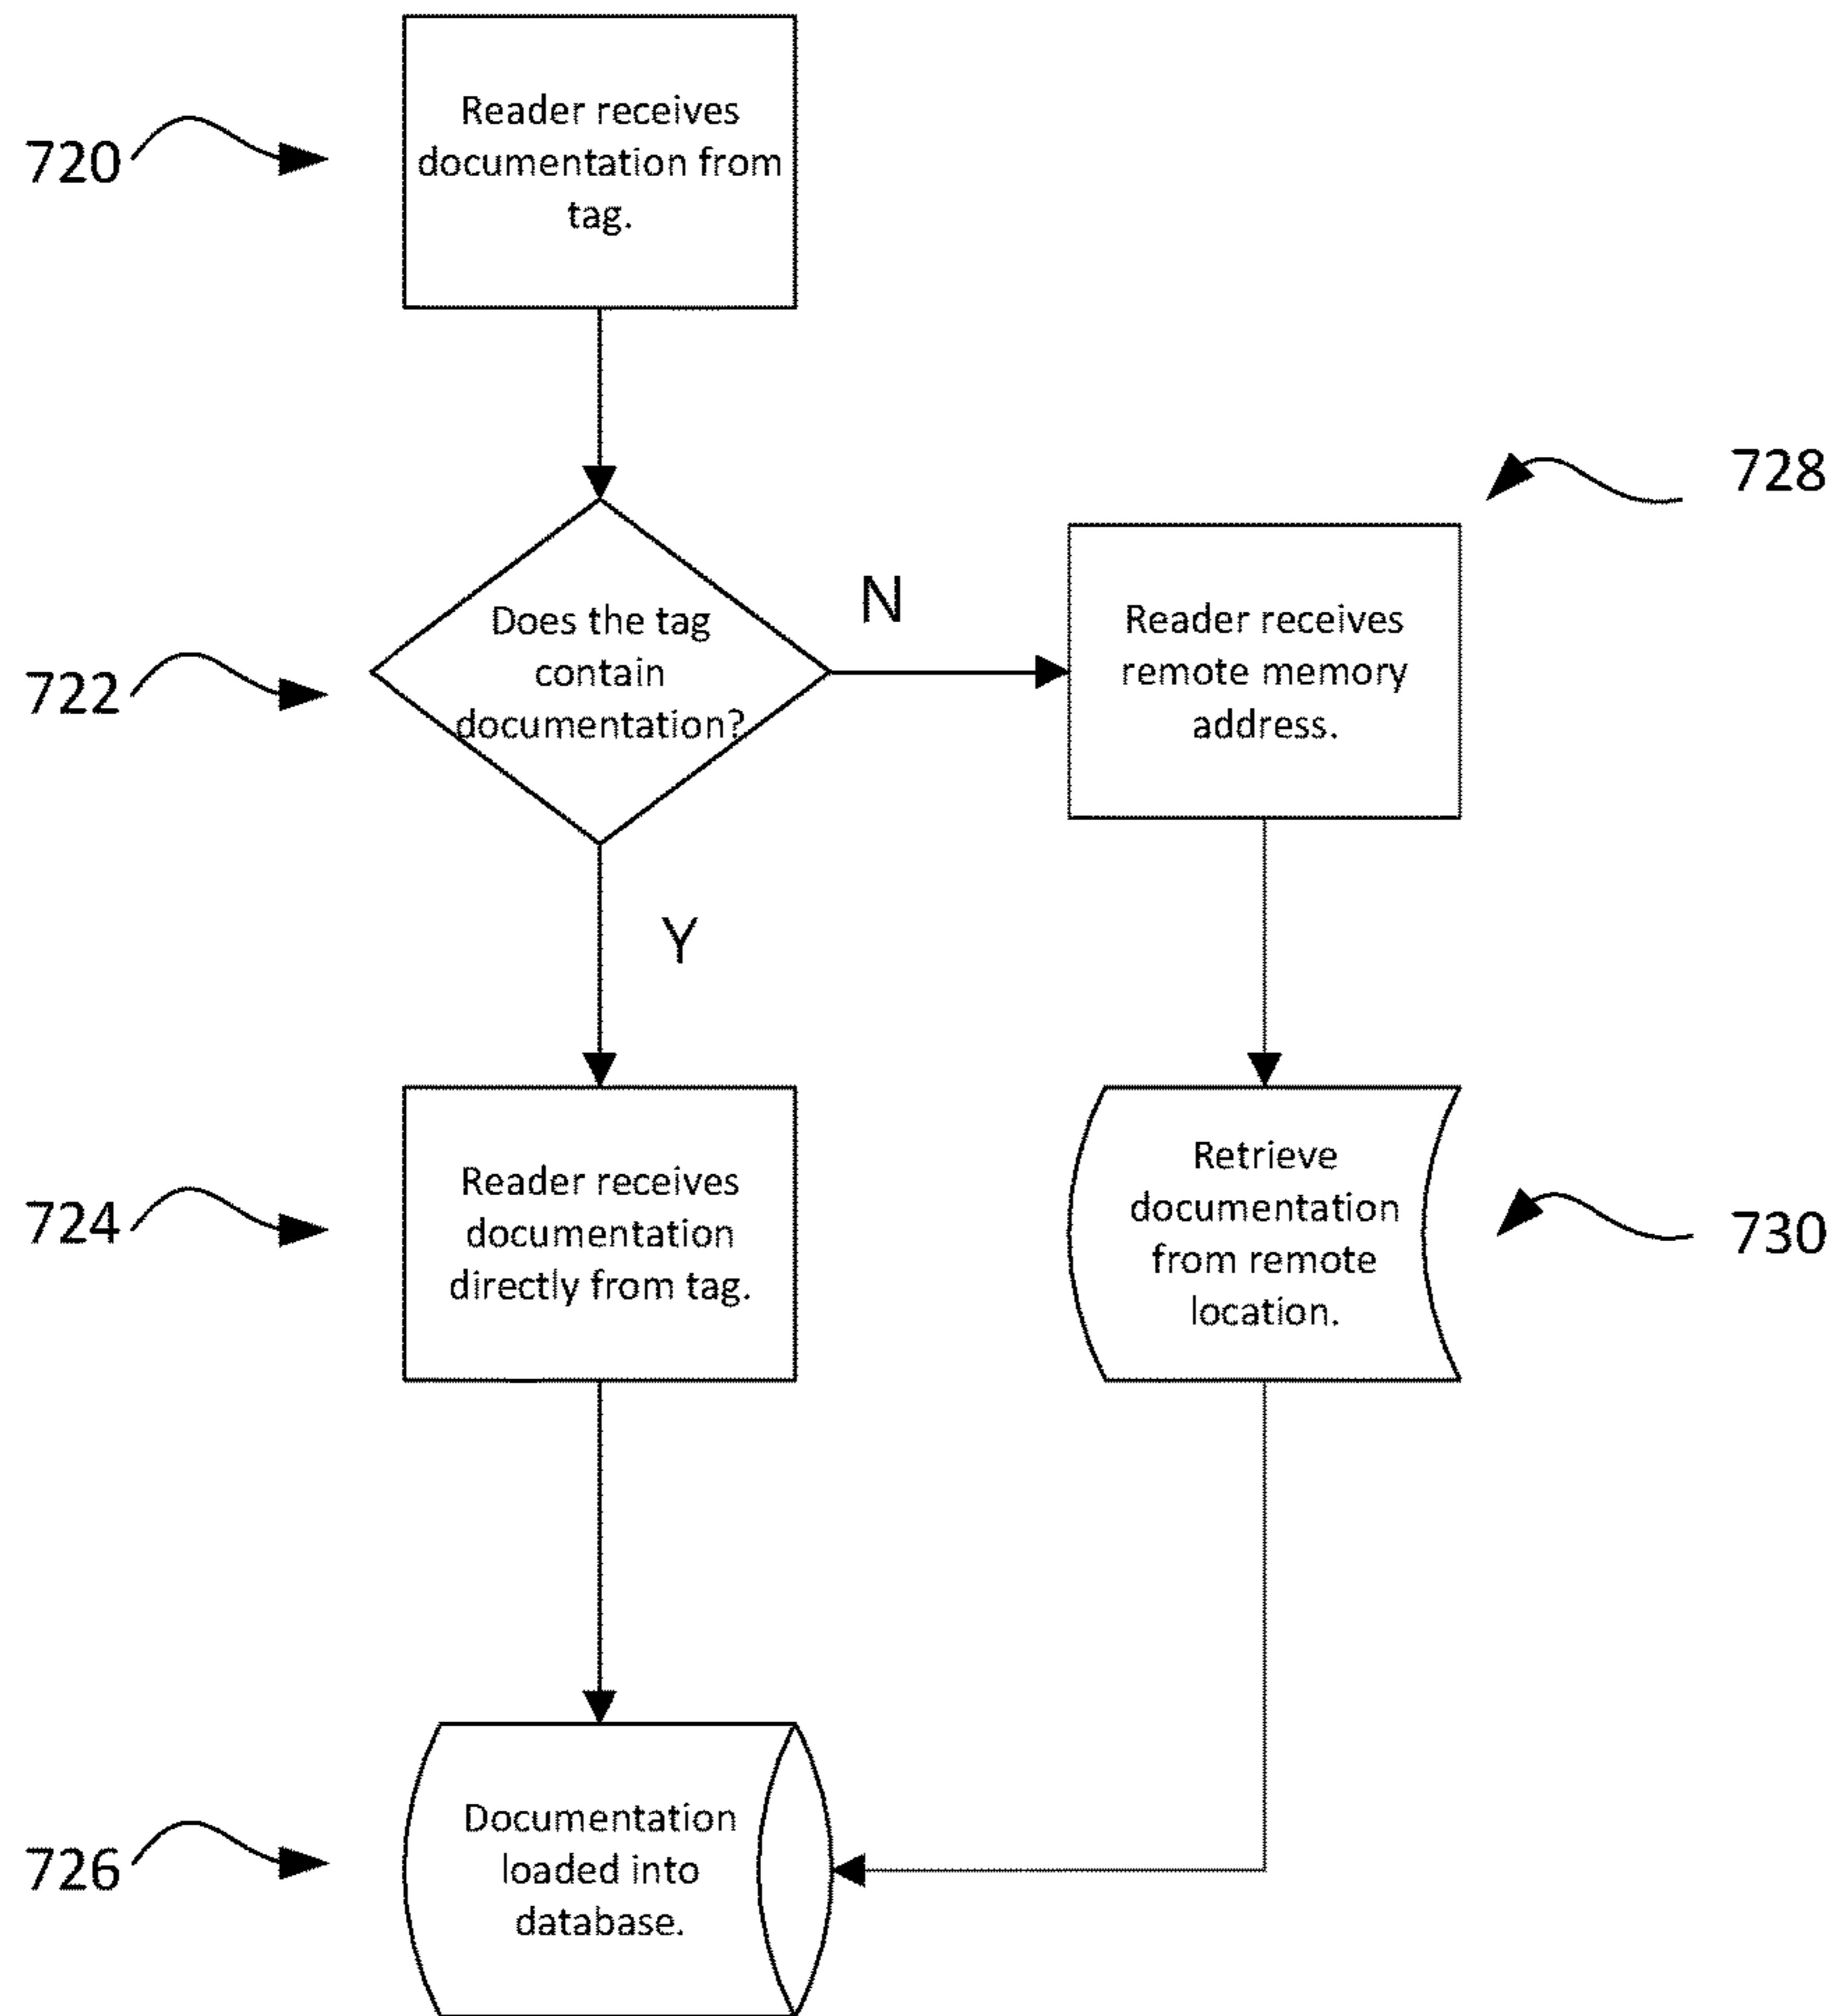 720
Reader receives
documentation from
tag.
722
Does the tag
contain
documentation?
N
728
Reader receives
remote memory
address.
Y
724
Reader receives
documentation
directly from tag.
Retrieve
documentation
from remote
location.
730
726
Documentation
loaded into
database.